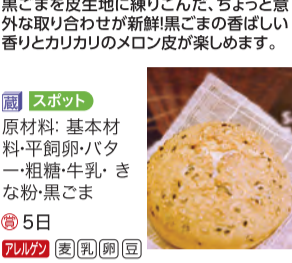 黒ごまを皮生地に練りこんだ、ちょっと意
外な取り合わせが新鮮!黒ごまの香ばしい
香りとカリカリのメロン皮が楽しめます。
蔵 スポット
原材料: 基本材
料・平飼卵・バタ
ー・粗糖・牛乳・ き
な粉・黒ごま
賞 5日
アレルゲン 麦 乳 卵 豆